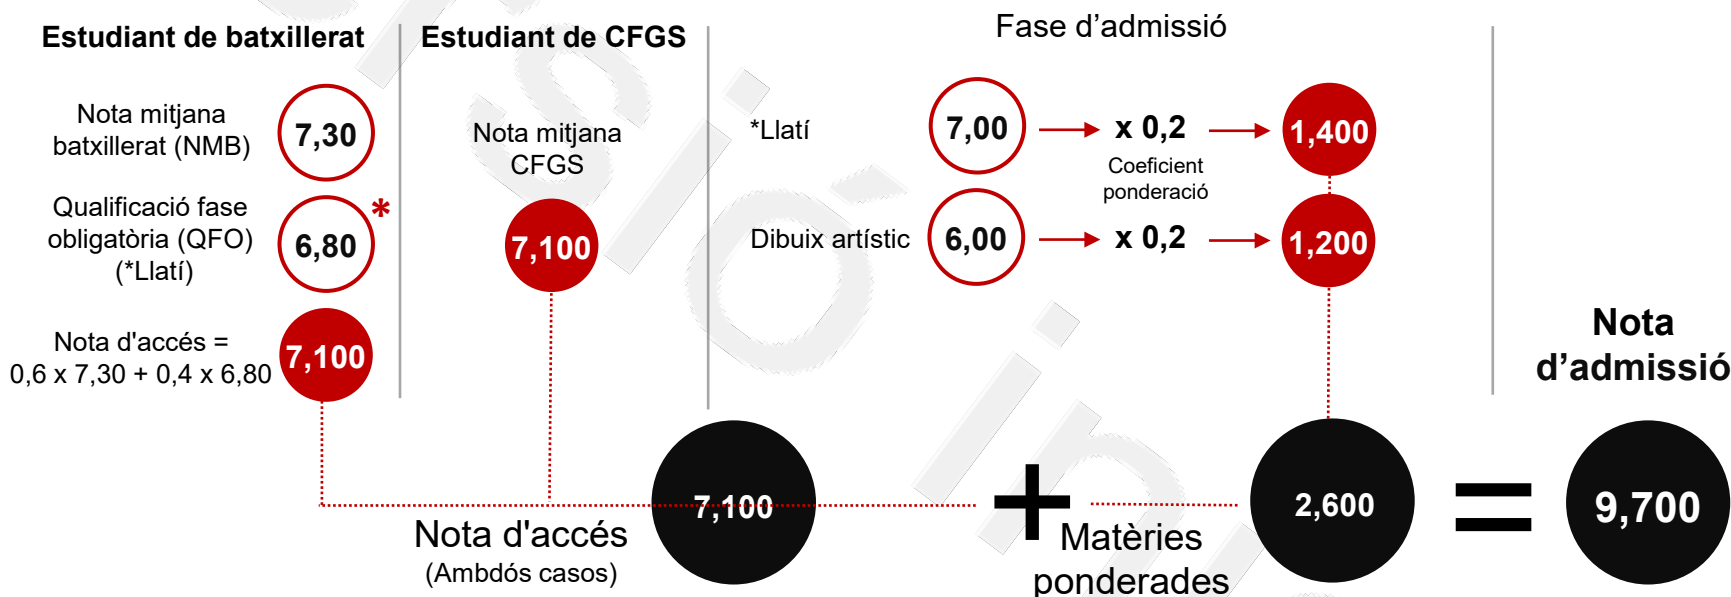 Estudiant de batxillerat
Nota mitjana
batxillerat (NMB)
7,30
Qualificació fase
obligatòria (QFO)
(*Llatí)
6,80
*
Nota d'accés =
0,6 x 7,30 + 0,4 x 6,80
7,100
Estudiant de CFGS
Nota mitjana
CFGS
7,100
Fase d’admissió
*Llatí
7,00
x 0,2
1,400
Coeficient
ponderació
Dibuix artístic
6,00
x 0,2
1,200
Nota
d’admissió
7,100
+
2,600
=
9,700
Nota d'accés
(Ambdós casos)
Matèries
ponderades